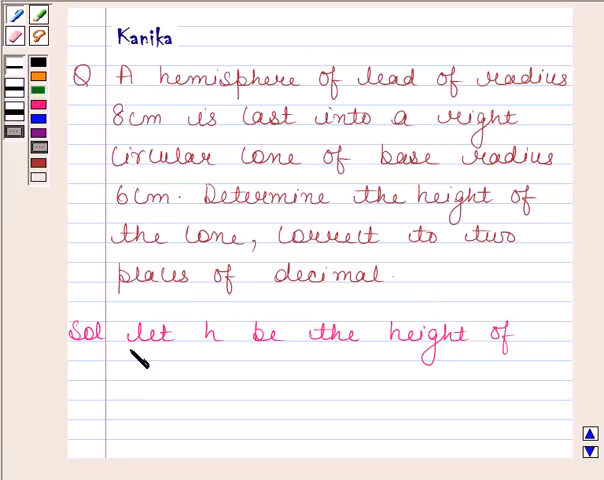 Kanika
Q A hemisphere of lead of radius
8cm is cast into a right
circular cone of base radius
6cm. Determine the height of
the cone, correct to two
places of decimal.
Sol let h be the height of